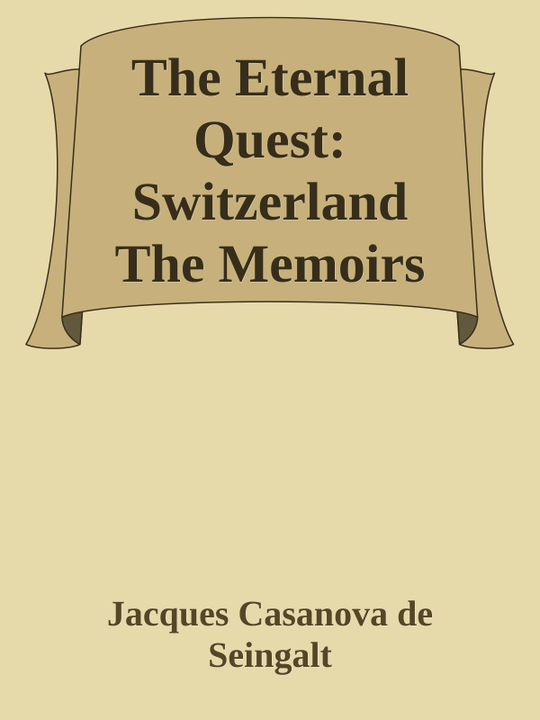 The Eternal
Quest:
Switzerland
The Memoirs
Jacques Casanova de
Seingalt